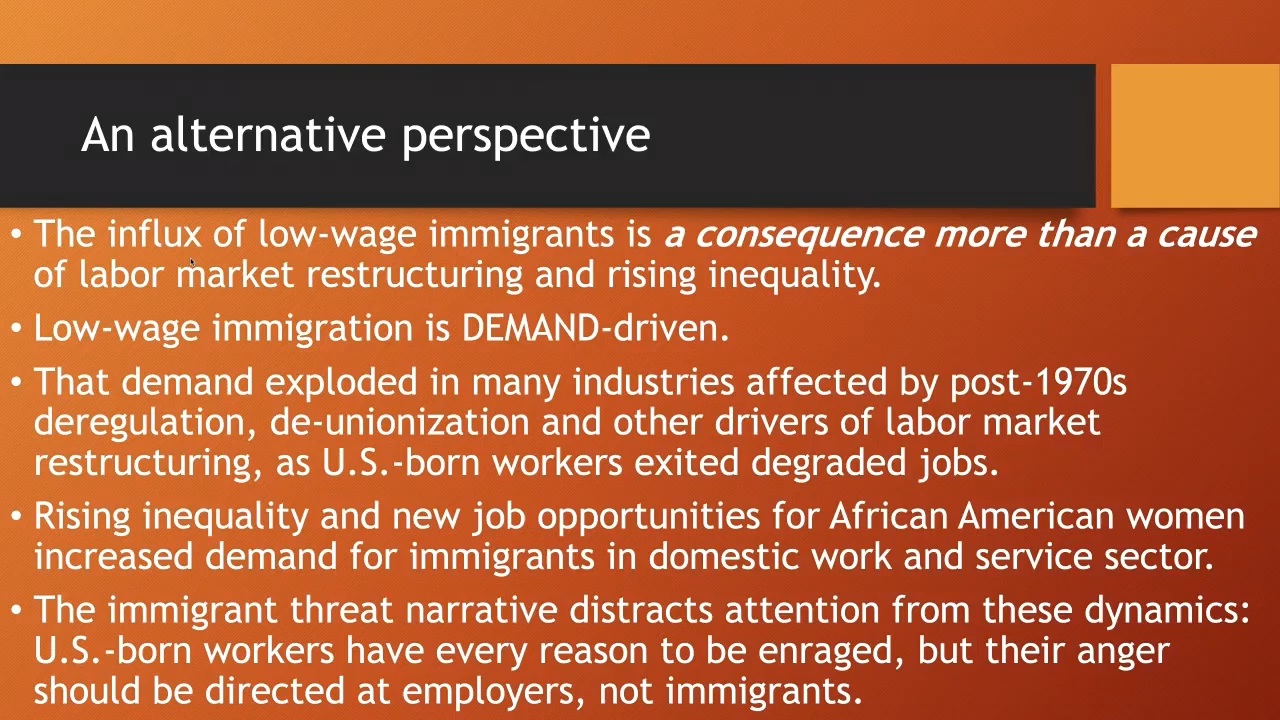 An alternative perspective
• The influx of low-wage immigrants is a consequence more than a cause
of labor market restructuring and rising inequality.
• Low-wage immigration is DEMAND-driven.
• That demand exploded in many industries affected by post-1970s
deregulation, de-unionization and other drivers of labor market
restructuring, as U.S.-born workers exited degraded jobs.
• Rising inequality and new job opportunities for African American women
increased demand for immigrants in domestic work and service sector.
• The immigrant threat narrative distracts attention from these dynamics:
U.S.-born workers have every reason to be enraged, but their anger
should be directed at employers, not immigrants.